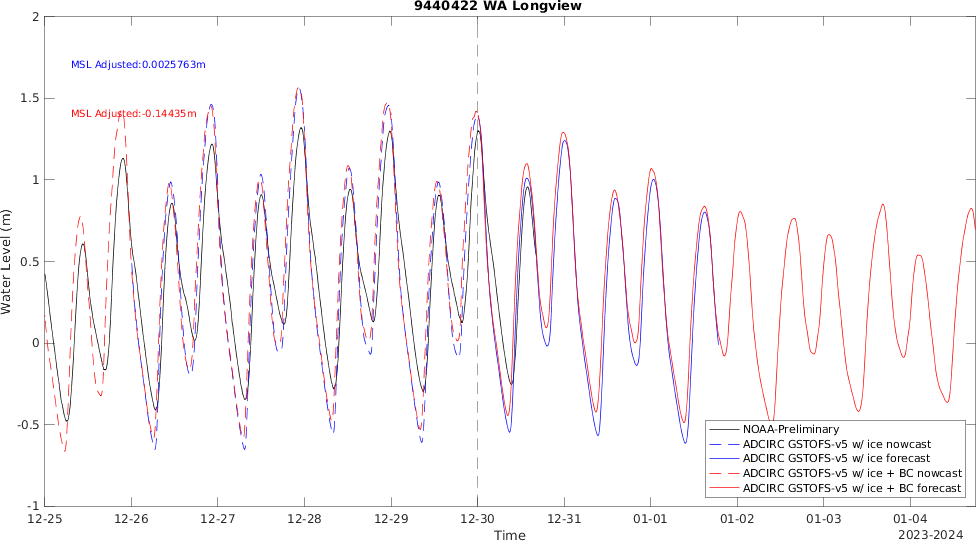 9440422 WA Longview
2
MSL Adjusted:0.0025763m
1.5
MSL Adjusted:-0.14435m
1
Water Level (m)
0.5
0
-0.5
-1
NOAA-Preliminary
ADCIRC GSTOFS-v5 w/ ice nowcast
ADCIRC GSTOFS-v5 w/ ice forecast
ADCIRC GSTOFS-v5 w/ ice + BC nowcast
ADCIRC GSTOFS-v5 w/ ice + BC forecast
12-25 12-26 12-27 12-28 12-29 12-30 12-31 01-01 01-02 01-03 01-04
Time
2023-2024